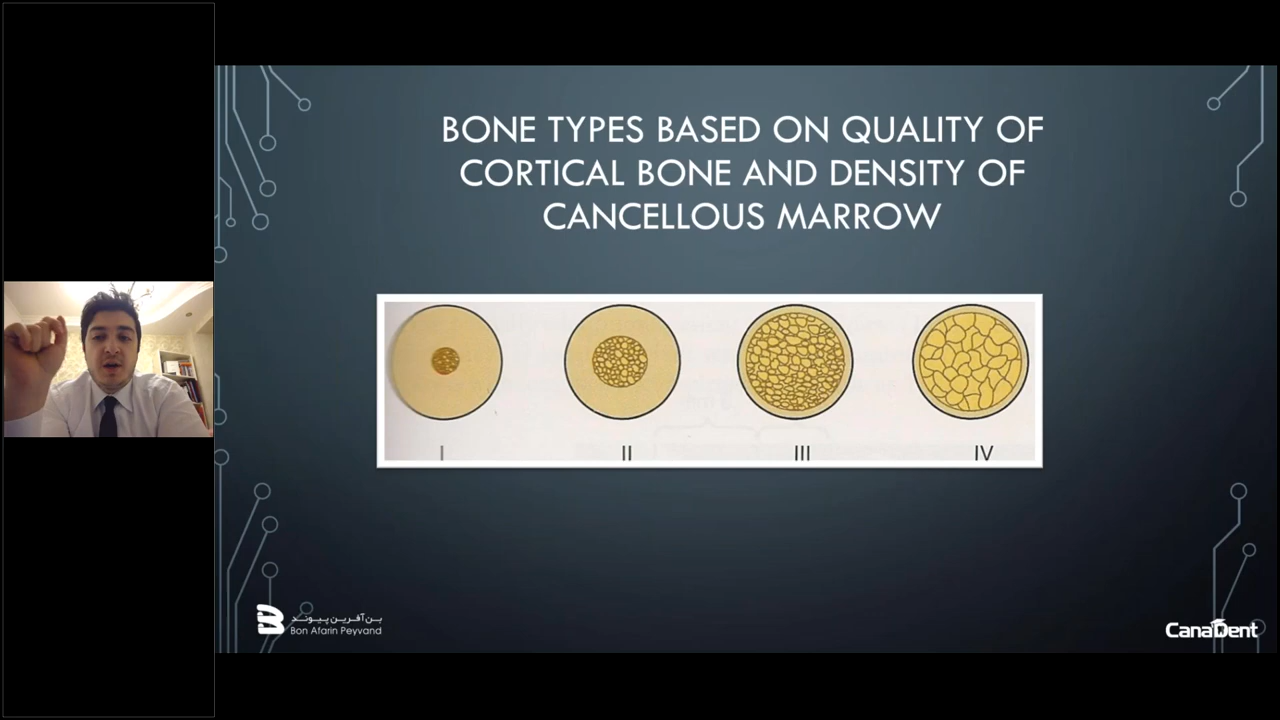 BONE TYPES BASED ON QUALITY OF
CORTICAL BONE AND DENSITY OF
CANCELLOUS MARROW
I II III IV
بن آفرین پیوند
Bon Afarin Peyvand
CanaDent